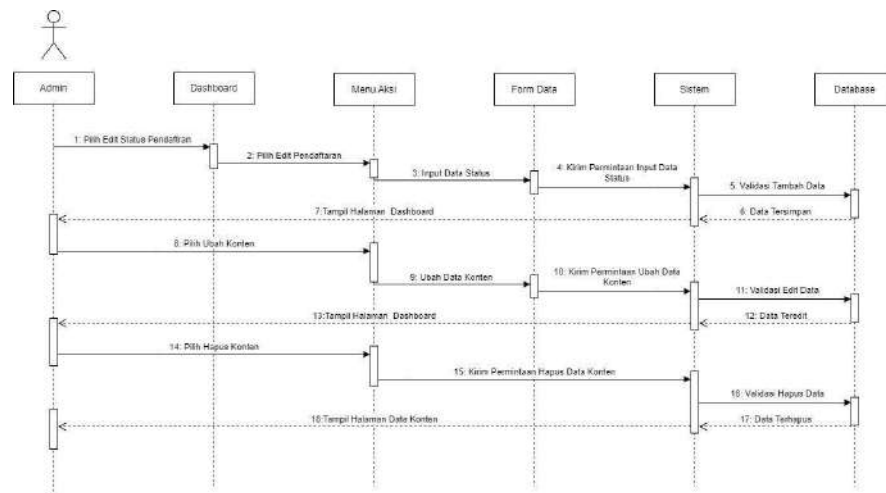 Admin
Dashboard
Menu Aksi
Form Data
Sistem
Database
1: Pilih Edit Status Pendaftran
2: Pilih Edit Pendaftaran
3: Input Data Status
4: Kirim Permintaan Input Data
Status
5: Validasi Tambah Data
6: Data Tersimpan
7:Tampil Halaman Dashboard
8: Pilih Ubah Konten
9: Ubah Data Konten
10: Kirim Permintaan Ubah Data
Konten
11: Validasi Edit Data
12: Data Teredit
13:Tampil Halaman Dashboard
14: Pilih Hapus Konten
15: Kirim Permintaan Hapus Data Konten
16: Validasi Hapus Data
17: Data Terhapus
18:Tampil Halaman Data Konten